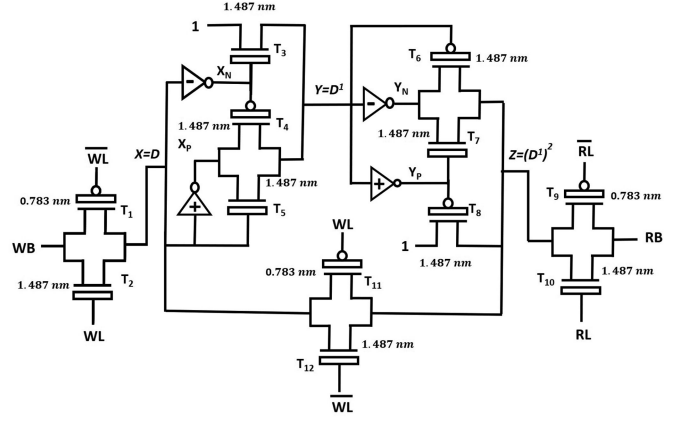 1.487 nm
1
T3
XN
1.487 nm
T4
XP
1.487 nm
T5
X=D
WL
0.783 nm
T1
WB
1.487 nm
T2
WL
Y=D¹
T6
1.487 nm
YN
1.487 nm
T7
YP
T8
1
1.487 nm
Z=(D¹)²
RL
T9
0.783 nm
RB
1.487 nm
T10
RL
WL
0.783 nm
T11
1.487 nm
T12
WL